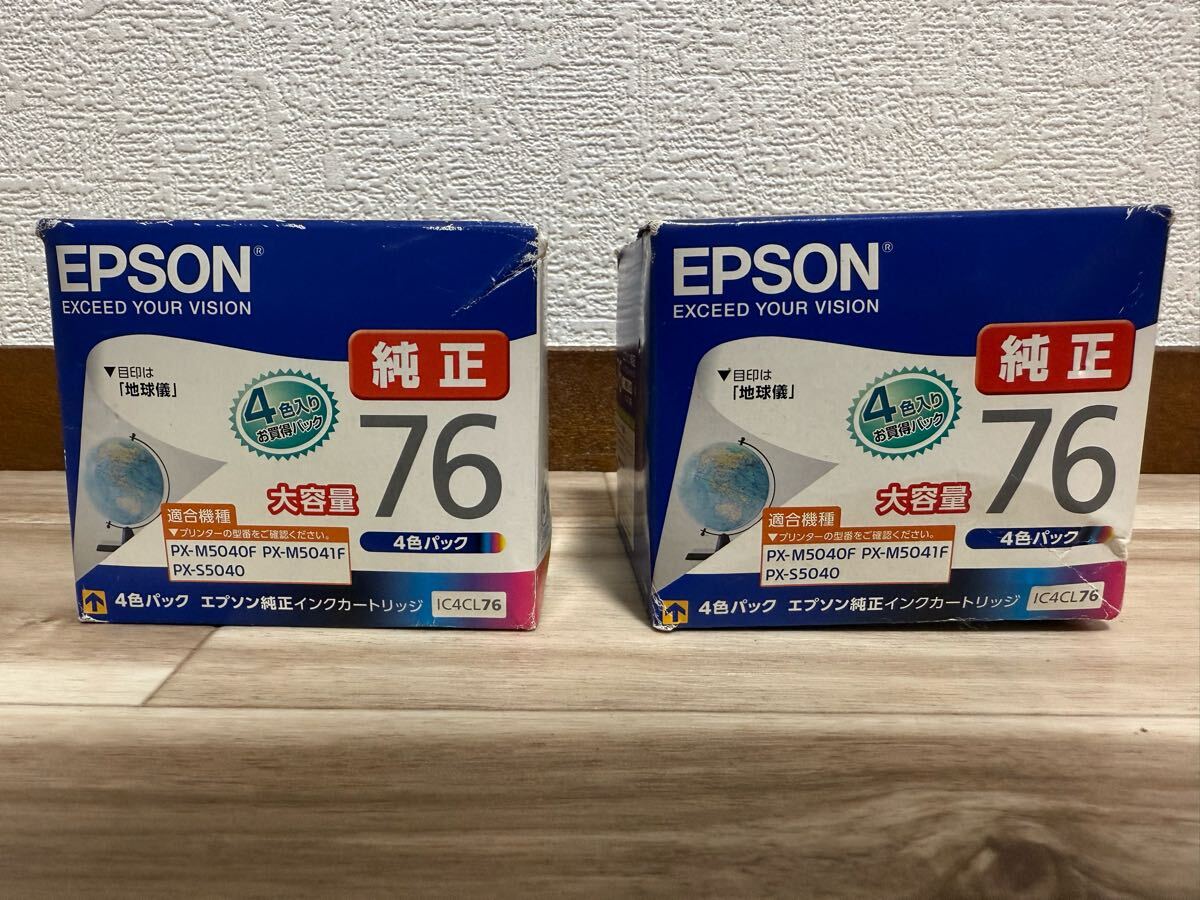 EPSON®
EXCEED YOUR VISION
純正
▼目印は
「地球儀」
4色入り
お買得パック
76
大容量
適合機種
▼プリンターの型番をご確認ください。
PX-M5040F PX-M5041F
PX-S5040
4色パック
4色パック エプソン純正インクカートリッジ IC4CL76
EPSON®
EXCEED YOUR VISION
純正
▼目印は
「地球儀」
4色入り
お買得パック
76
大容量
適合機種
▼プリンターの型番をご確認ください。
PX-M5040F PX-M5041F
PX-S5040
4色パック
4色パック エプソン純正インクカートリッジ IC4CL76